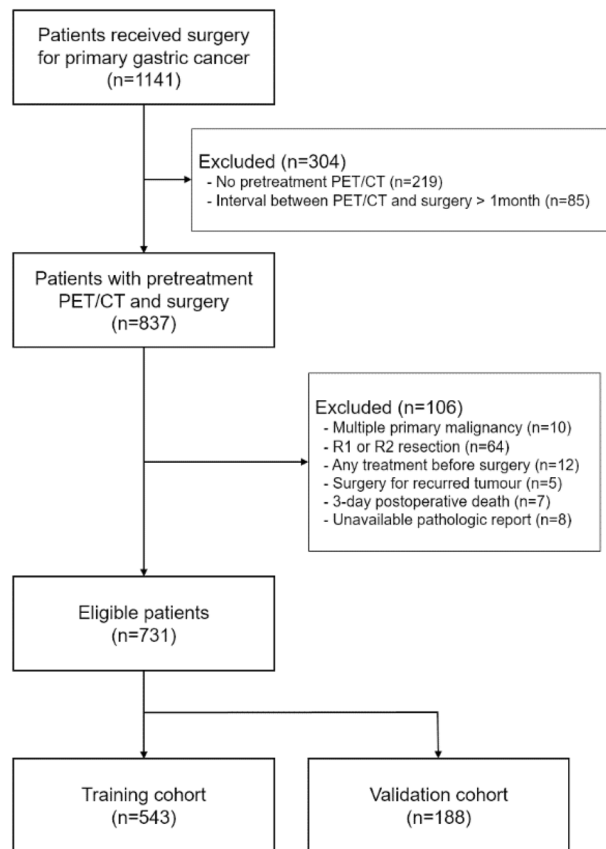 Patients received surgery
for primary gastric cancer
(n=1141)
Excluded (n=304)
- No pretreatment PET/CT (n=219)
- Interval between PET/CT and surgery > 1month (n=85)
Patients with pretreatment
PET/CT and surgery
(n=837)
Excluded (n=106)
- Multiple primary malignancy (n=10)
- R1 or R2 resection (n=64)
- Any treatment before surgery (n=12)
- Surgery for recurred tumour (n=5)
- 3-day postoperative death (n=7)
- Unavailable pathologic report (n=8)
Eligible patients
(n=731)
Training cohort
(n=543)
Validation cohort
(n=188)